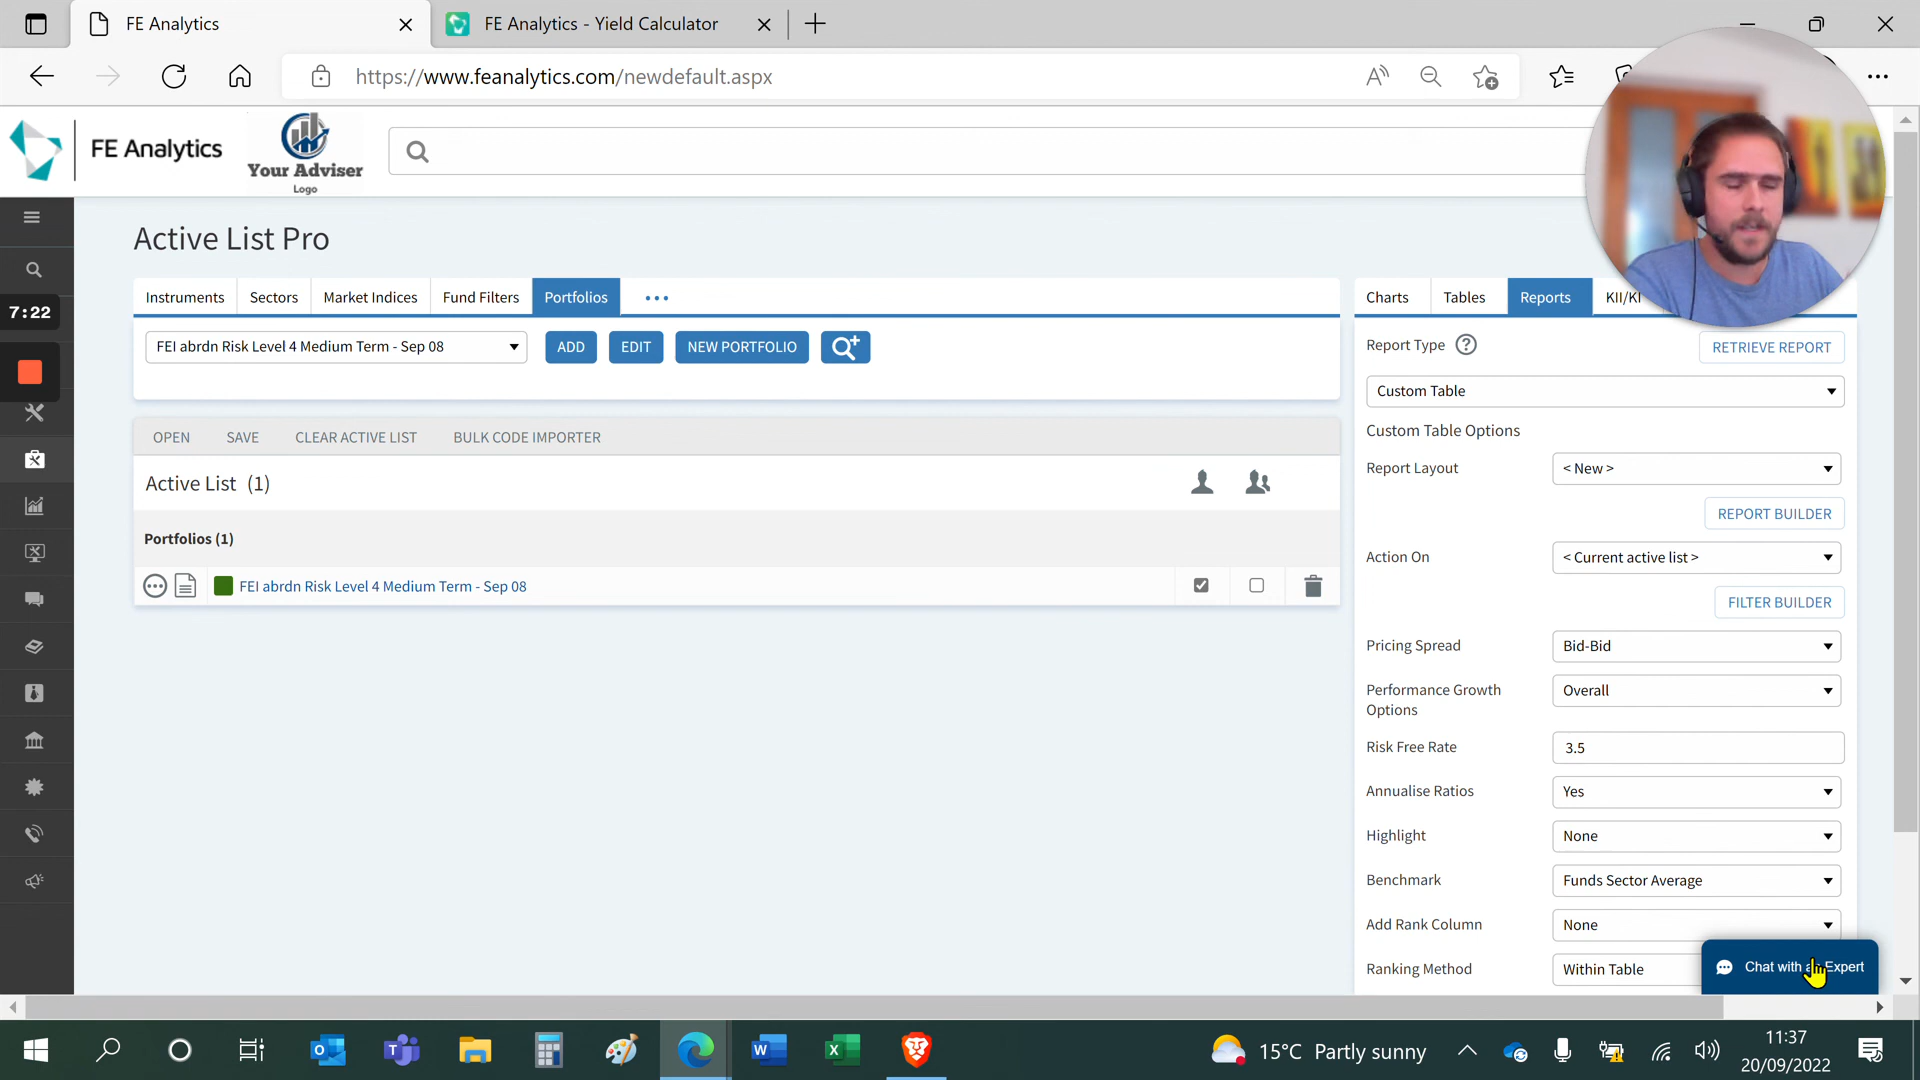 FE Analytics
FE Analytics - Yield Calculator
https://www.feanalytics.com/newdefault.aspx
FE Analytics
Your Adviser
Logo
Active List Pro
7:22
Instruments
Sectors
Market Indices
Fund Filters
Portfolios
Charts
Tables
Reports
KII/KI
FEI abrdn Risk Level 4 Medium Term - Sep 08
ADD
EDIT
NEW PORTFOLIO
Report Type
RETRIEVE REPORT
Custom Table
OPEN
SAVE
CLEAR ACTIVE LIST
BULK CODE IMPORTER
Custom Table Options
Active List (1)
Report Layout
< New >
REPORT BUILDER
Portfolios (1)
Action On
< Current active list >
FEI abrdn Risk Level 4 Medium Term - Sep 08
FILTER BUILDER
Pricing Spread
Bid-Bid
Performance Growth
Options
Overall
Risk Free Rate
3.5
Annualise Ratios
Yes
Highlight
None
Benchmark
Funds Sector Average
Add Rank Column
None
Ranking Method
Within Table
Chat with an Expert
15°C Partly sunny
11:37
20/09/2022